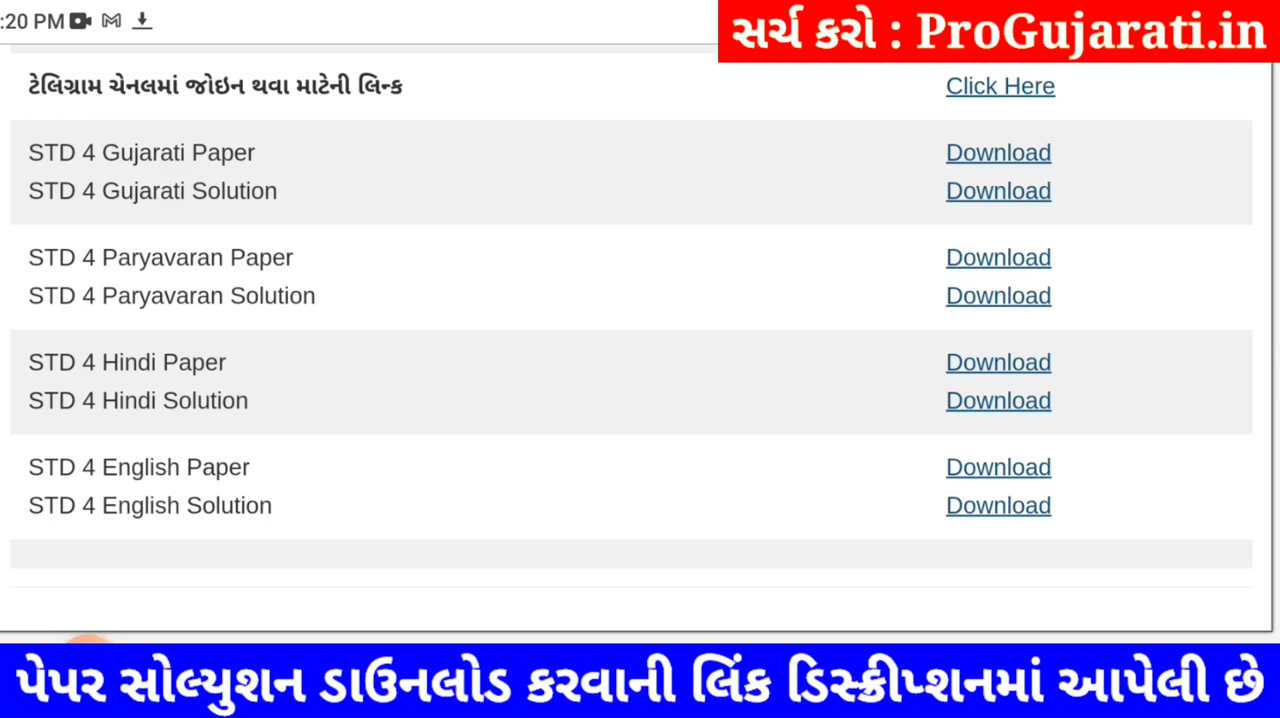 :20 PM
સર્ચ કરો : ProGujarati.in
ટેલિગ્રામ ચેનલમાં જોઇન થવા માટેની લિન્ક Click Here
STD 4 Gujarati Paper Download
STD 4 Gujarati Solution Download
STD 4 Paryavaran Paper Download
STD 4 Paryavaran Solution Download
STD 4 Hindi Paper Download
STD 4 Hindi Solution Download
STD 4 English Paper Download
STD 4 English Solution Download
પેપર સોલ્યુશન ડાઉનલોડ કરવાની લિંક ડિસ્ક્રીપ્શનમાં આપેલી છે